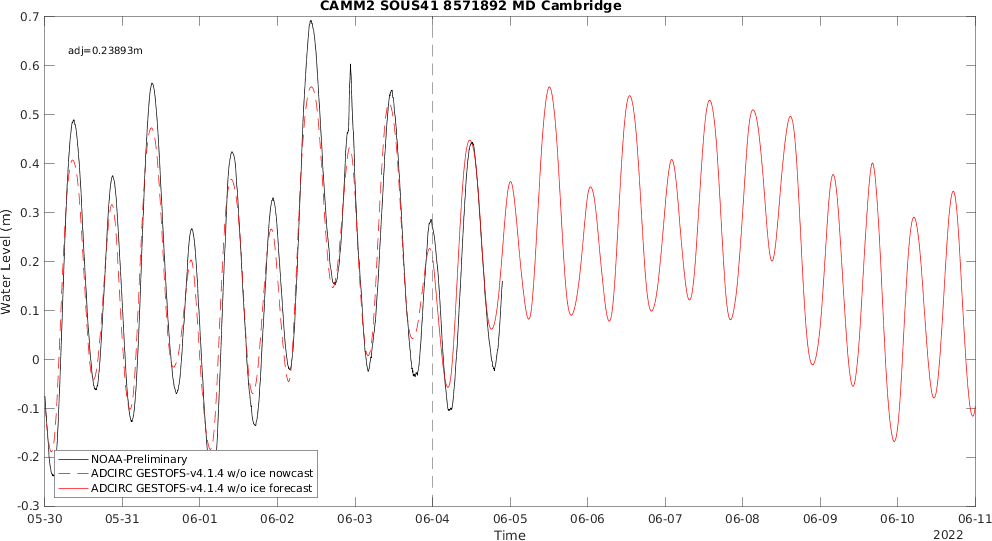 CAMM2 SOUS41 8571892 MD Cambridge
adj=0.23893m
Water Level (m)
0.7
0.6
0.5
0.4
0.3
0.2
0.1
0
-0.1
-0.2
-0.3
NOAA-Preliminary
ADCIRC GESTOFS-v4.1.4 w/o ice nowcast
ADCIRC GESTOFS-v4.1.4 w/o ice forecast
05-30 05-31 06-01 06-02 06-03 06-04 06-05 06-06 06-07 06-08 06-09 06-10 06-11
Time
2022